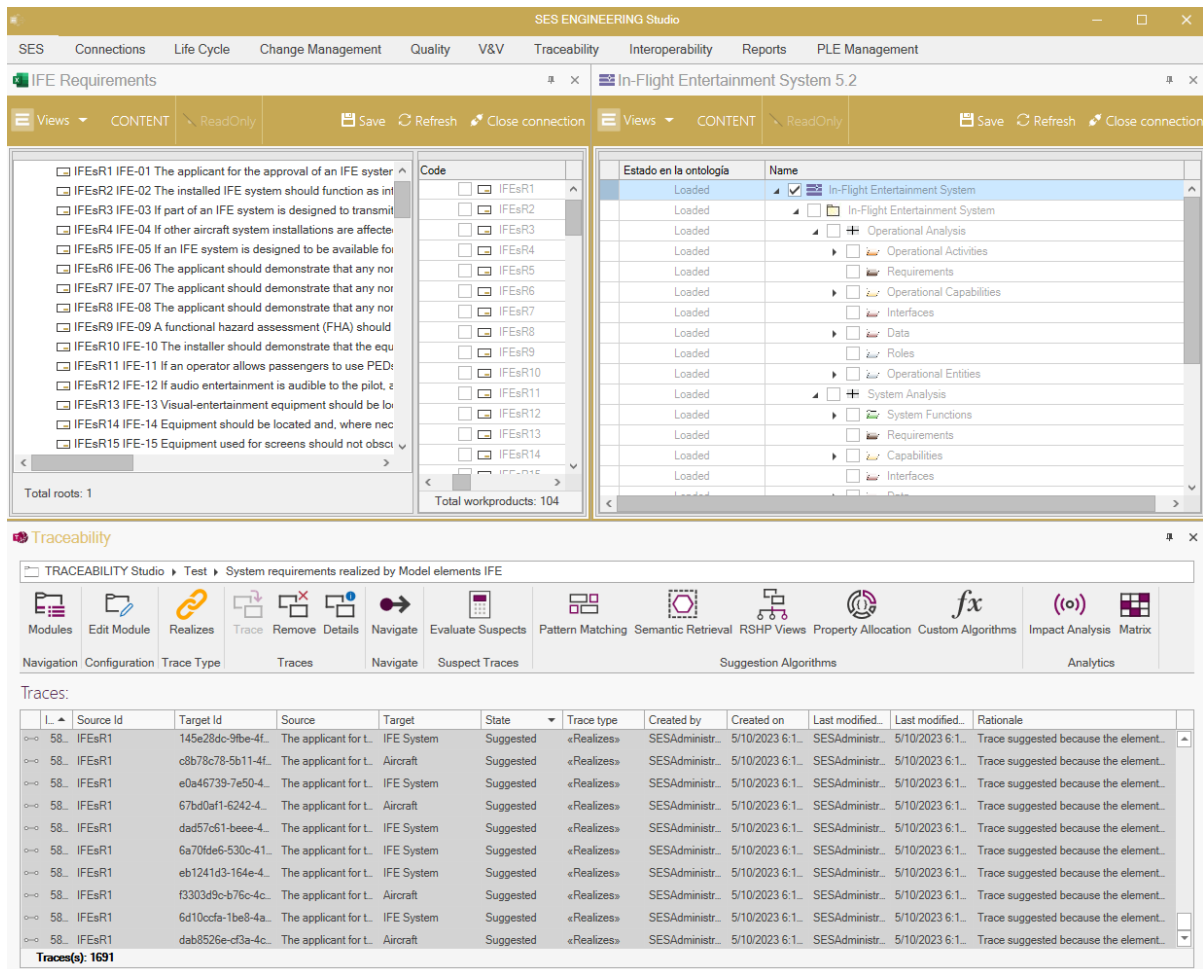 SES ENGINEERING Studio
SES Connections Life Cycle Change Management Quality V&V Traceability Interoperability Reports PLE Management
IFE Requirements
In-Flight Entertainment System 5.2
Views CONTENT ReadOnly Save Refresh Close connection
Views CONTENT ReadOnly Save Refresh Close connection
IFEsR1 IFE-01 The applicant for the approval of an IFE system
IFEsR2 IFE-02 The installed IFE system should function as int
IFEsR3 IFE-03 If part of an IFE system is designed to transmit
IFEsR4 IFE-04 If other aircraft system installations are affecte
IFEsR5 IFE-05 If an IFE system is designed to be available fo
IFEsR6 IFE-06 The applicant should demonstrate that any nor
IFEsR7 IFE-07 The applicant should demonstrate that any nor
IFEsR8 IFE-08 The applicant should demonstrate that any nor
IFEsR9 IFE-09 A functional hazard assessment (FHA) should
IFEsR10 IFE-10 The installer should demonstrate that the equ
IFEsR11 IFE-11 If an operator allows passengers to use PEDs
IFEsR12 IFE-12 If audio entertainment is audible to the pilot, a
IFEsR13 IFE-13 Visual-entertainment equipment should be lo
IFEsR14 IFE-14 Equipment should be located and, where nec
IFEsR15 IFE-15 Equipment used for screens should not obscu
Total roots: 1
Code
IFEsR1
IFEsR2
IFEsR3
IFEsR4
IFEsR5
IFEsR6
IFEsR7
IFEsR8
IFEsR9
IFEsR10
IFEsR11
IFEsR12
IFEsR13
IFEsR14
IFEsR15
Total workproducts: 104
Estado en la ontología Name
Loaded In-Flight Entertainment System
Loaded In-Flight Entertainment System
Loaded Operational Analysis
Loaded Operational Activities
Loaded Requirements
Loaded Operational Capabilities
Loaded Interfaces
Loaded Data
Loaded Roles
Loaded Operational Entities
Loaded System Analysis
Loaded System Functions
Loaded Requirements
Loaded Capabilities
Loaded Interfaces
Loaded Data
Traceability
TRACEABILITY Studio Test System requirements realized by Model elements IFE
Modules Edit Module Realizes Trace Remove Details Navigate Evaluate Suspects Pattern Matching Semantic Retrieval RSHP Views Property Allocation fx Custom Algorithms Impact Analysis Matrix
Navigation Configuration Trace Type Traces Navigate Suspect Traces Suggestion Algorithms Analytics
Traces:
I... Source Id Target Id Source Target State Trace type Created by Created on Last modified... Last modified... Rationale
58... IFEsR1 145e28dc-9fbe-4f... The applicant for t... IFE System Suggested «Realizes» SESAdministr... 5/10/2023 6:1... SESAdministr... 5/10/2023 6:1... Trace suggested because the element...
58... IFEsR1 c8b78c78-5b11-4f... The applicant for t... Aircraft Suggested «Realizes» SESAdministr... 5/10/2023 6:1... SESAdministr... 5/10/2023 6:1... Trace suggested because the element...
58... IFEsR1 e0a46739-7e50-4... The applicant for t... IFE System Suggested «Realizes» SESAdministr... 5/10/2023 6:1... SESAdministr... 5/10/2023 6:1... Trace suggested because the element...
58... IFEsR1 67bd0af1-6242-4... The applicant for t... Aircraft Suggested «Realizes» SESAdministr... 5/10/2023 6:1... SESAdministr... 5/10/2023 6:1... Trace suggested because the element...
58... IFEsR1 dad57c61-beee-4... The applicant for t... IFE System Suggested «Realizes» SESAdministr... 5/10/2023 6:1... SESAdministr... 5/10/2023 6:1... Trace suggested because the element...
58... IFEsR1 6a70fde6-530c-41... The applicant for t... IFE System Suggested «Realizes» SESAdministr... 5/10/2023 6:1... SESAdministr... 5/10/2023 6:1... Trace suggested because the element...
58... IFEsR1 eb1241d3-164e-4... The applicant for t... IFE System Suggested «Realizes» SESAdministr... 5/10/2023 6:1... SESAdministr... 5/10/2023 6:1... Trace suggested because the element...
58... IFEsR1 f3303d9c-b76c-4c... The applicant for t... Aircraft Suggested «Realizes» SESAdministr... 5/10/2023 6:1... SESAdministr... 5/10/2023 6:1... Trace suggested because the element...
58... IFEsR1 6d10ccfa-1be8-4a... The applicant for t... IFE System Suggested «Realizes» SESAdministr... 5/10/2023 6:1... SESAdministr... 5/10/2023 6:1... Trace suggested because the element...
58... IFEsR1 dab8526e-cf3a-4c... The applicant for t... Aircraft Suggested «Realizes» SESAdministr... 5/10/2023 6:1... SESAdministr... 5/10/2023 6:1... Trace suggested because the element...
Traces(s): 1691